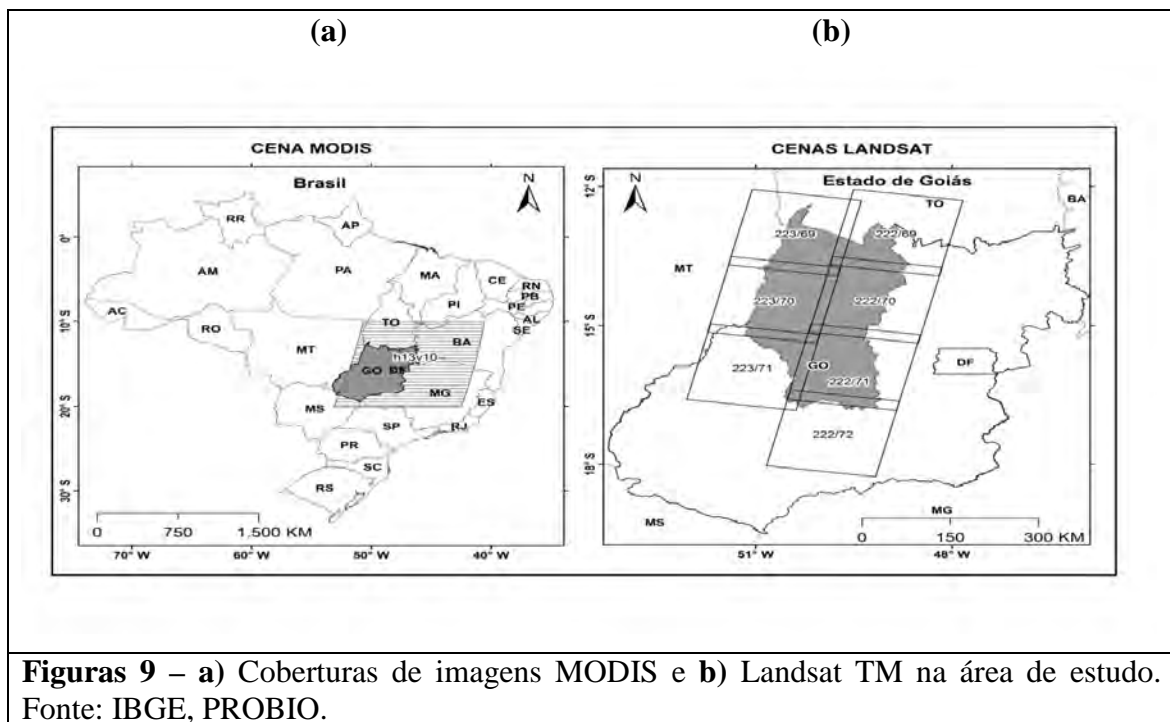 (a) (b)
CENA MODIS
Brasil
N
RR
AP
0°
AM
PA
MA
CE
RN
PB
PI
PE
AC
AL
TO
SE
10° S
RO
BA
MT
h13v10
GO
MG
MS
ES
20° S
SP
RJ
PR
SC
RS
30° S
0 750 1.500 KM
70° W 60° W 50° W 40° W
CENAS LANDSAT
Estado de Goiás
12° S
N
TO
BA
223/69
222/69
MT
223/70
222/70
15° S
DF
223/71
GO
222/71
222/72
18° S
MG
MS
0 150 300 KM
51° W 48° W
Figuras 9 – a) Coberturas de imagens MODIS e b) Landsat TM na área de estudo.
Fonte: IBGE, PROBIO.